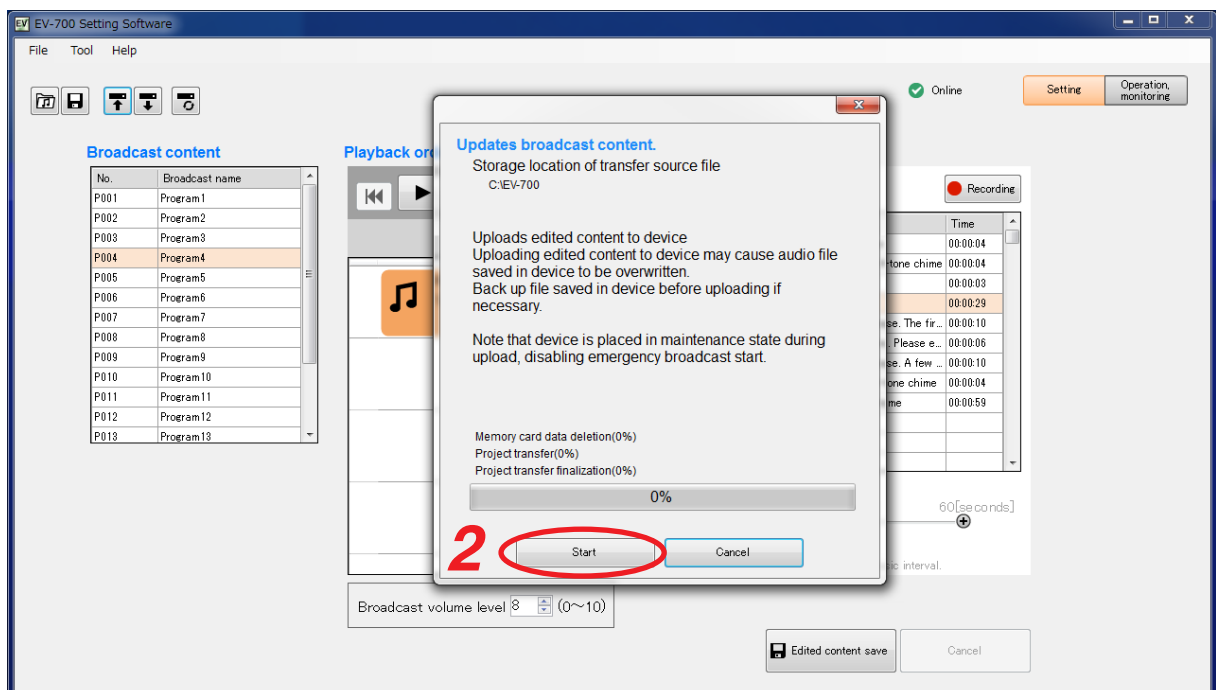 EV EV-700 Setting Software
File Tool Help
Online
Setting
Operation,
monitoring
Broadcast content
No. Broadcast name
P001 Program1
P002 Program2
P003 Program3
P004 Program4
P005 Program5
P006 Program6
P007 Program7
P008 Program8
P009 Program9
P010 Program10
P011 Program11
P012 Program12
P013 Program13
Playback
Updates broadcast content.
Storage location of transfer source file
C:\EV-700
Uploads edited content to device
Uploading edited content to device may cause audio file
saved in device to be overwritten.
Back up file saved in device before uploading if
necessary.
Note that device is placed in maintenance state during
upload, disabling emergency broadcast start.
Memory card data deletion(0%)
Project transfer(0%)
Project transfer finalization(0%)
0%
2
Start
Cancel
Recording
Time
00:00:04
tone chime 00:00:04
00:00:03
00:00:29
se. The fir... 00:00:10
. Please e... 00:00:06
se. A few ... 00:00:10
one chime 00:00:04
me 00:00:59
60[seconds]
interval.
Broadcast volume level 8 (0～10)
Edited content save
Cancel